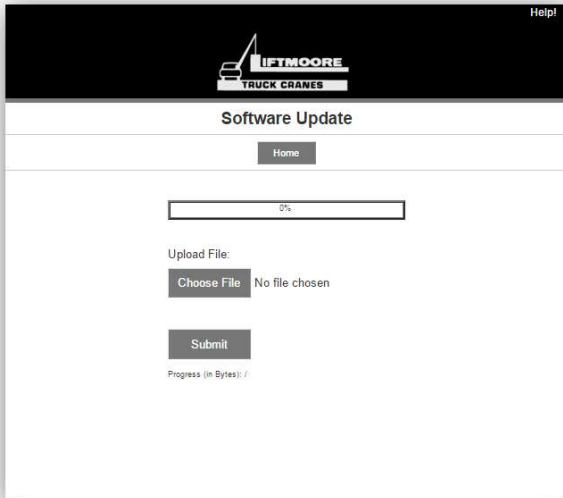 Help!
LIFTMOORE
TRUCK CRANES
Software Update
Home
0%
Upload File:
Choose File No file chosen
Submit
Progress (in Bytes): /